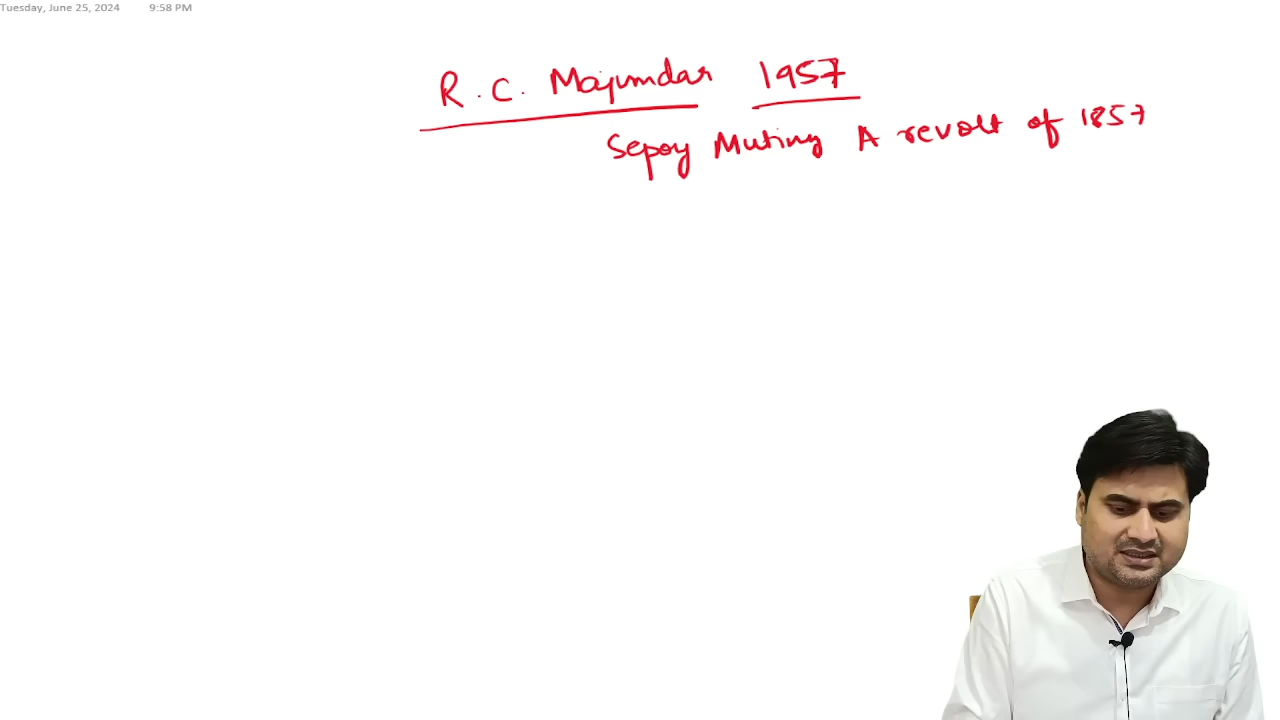 Tuesday, June 25, 2024 9:58 PM
R.C. Majumdar 1957
Sepoy Mutiny A revolt of 1857